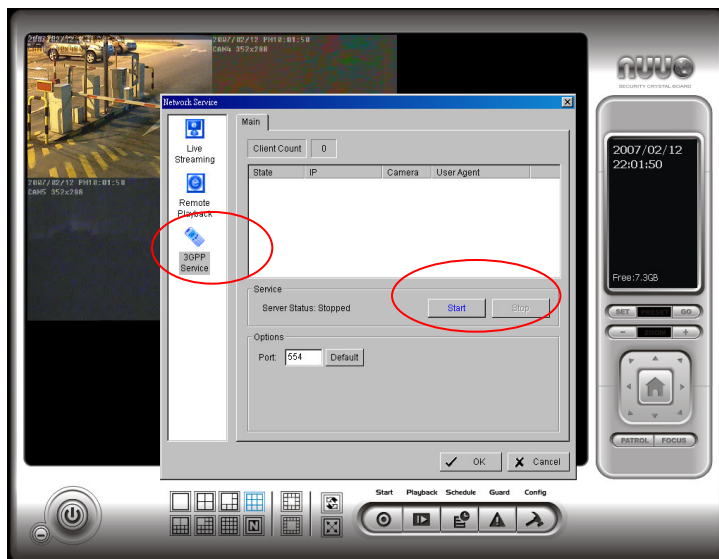 2007/02/12 PM10:01:50
CAM4 352x288
2007/02/12 PM10:01:50
CAM5 352x288
Network Service
Live Streaming
Remote Playback
3GPP Service
Main
Client Count 0
State IP Camera User Agent
Service
Server Status: Stopped Start Stop
Options
Port: 554 Default
OK Cancel
NUUO
SECURITY CRYSTAL BOARD
2007/02/12
22:01:50
Free:7.3GB
SET PRESET GO
ZOOM
PATROL FOCUS
N
Start Playback Schedule Guard Config